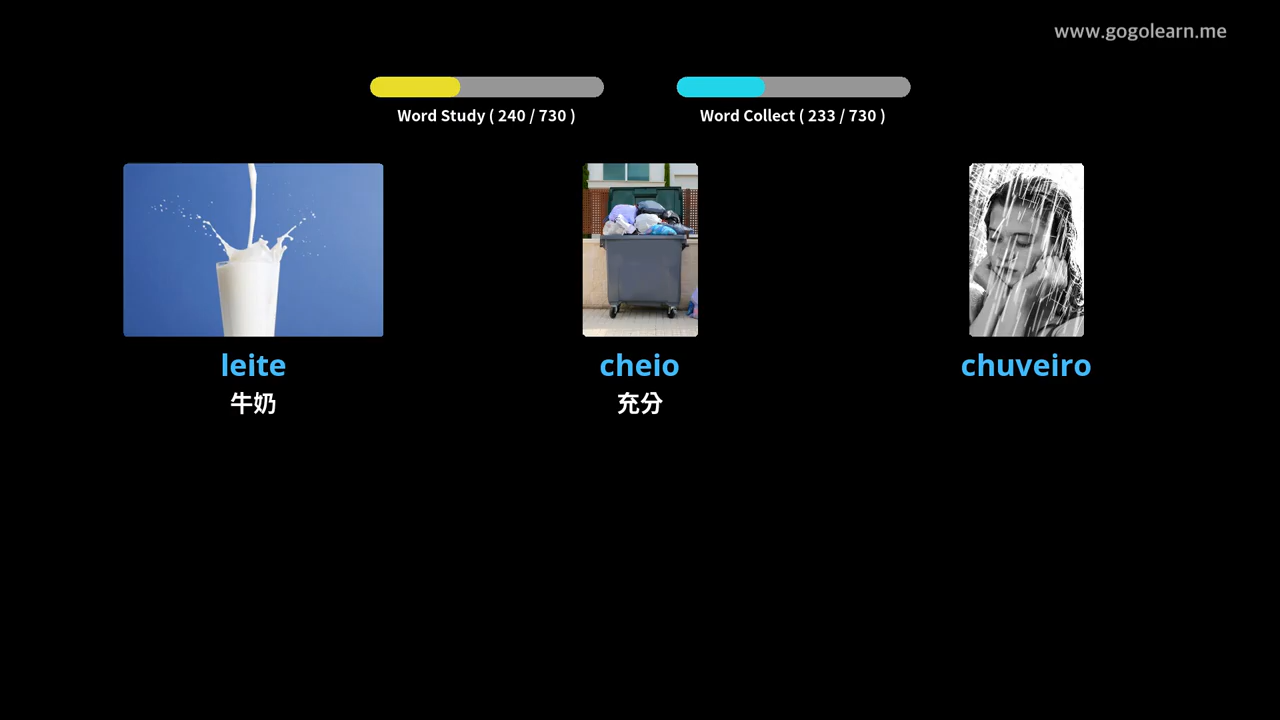 www.gogolearn.me
Word Study ( 240 / 730 )
Word Collect ( 233 / 730 )
leite
牛奶
cheio
充分
chuveiro